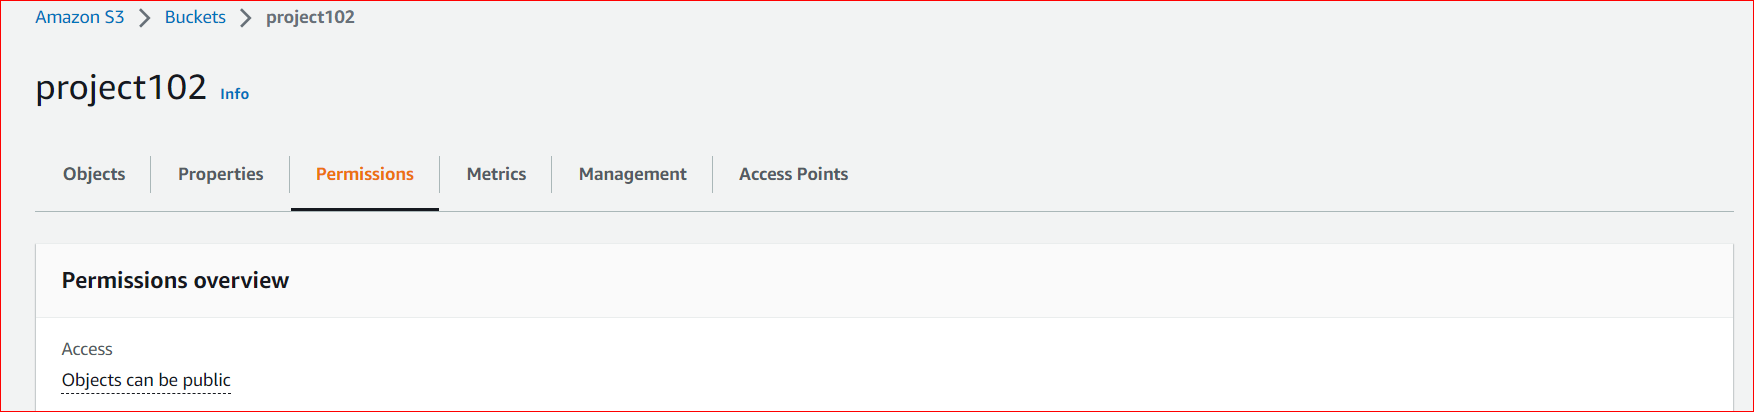 Amazon S3 > Buckets > project102
project102 Info
Objects Properties Permissions Metrics Management Access Points
Permissions overview
Access
Objects can be public